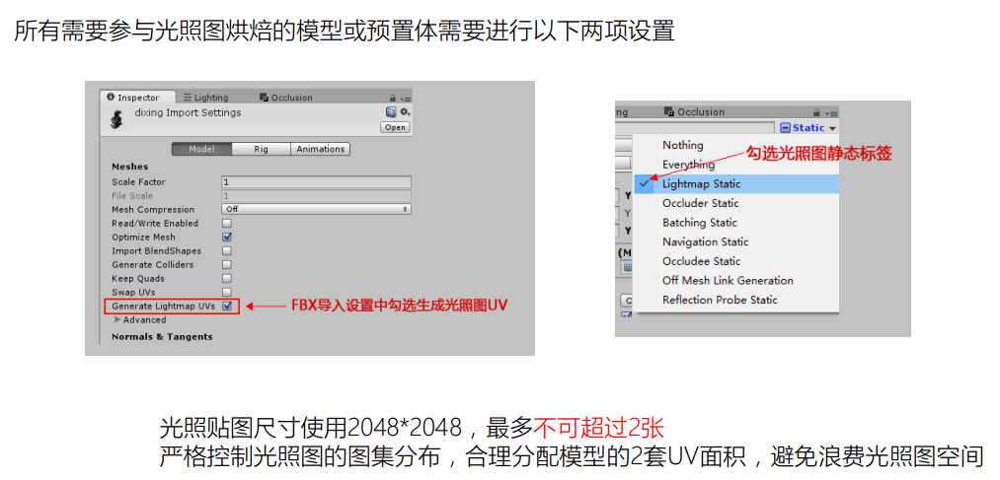 所有需要参与光照图烘焙的模型或预置体需要进行以下两项设置
Inspector Lighting Occlusion
dixing Import Settings
Open
Model Rig Animations
Meshes
Scale Factor 1
File Scale 1
Mesh Compression Off
Read/Write Enabled
Optimize Mesh
Import BlendShapes
Generate Colliders
Keep Quads
Swap UVs
Generate Lightmap UVs
FBX导入设置中勾选生成光照图UV
Advanced
Normals & Tangents
ng Occlusion
Static
Nothing
勾选光照图静态标签
Everything
Lightmap Static
Occluder Static
Batching Static
Navigation Static
Occludee Static
Off Mesh Link Generation
Reflection Probe Static
Y
Y
Y
(M
光照贴图尺寸使用2048*2048，最多不可超过2张
严格控制光照图的图集分布，合理分配模型的2套UV面积，避免浪费光照图空间